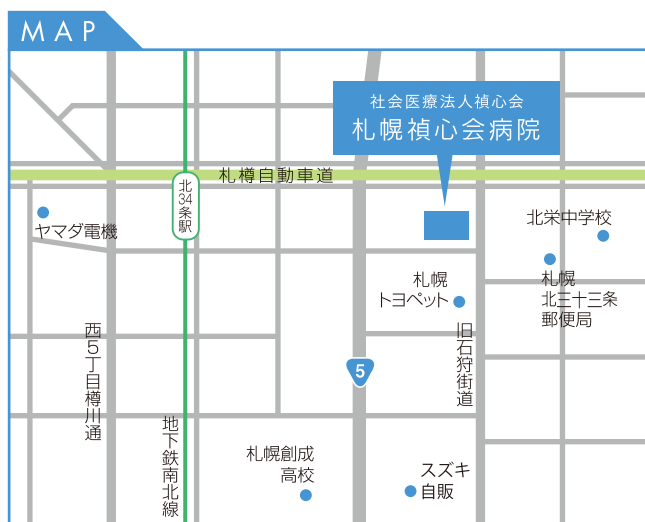 MAP
社会医療法人禎心会
札幌禎心会病院
札樽自動車道
北34条駅
ヤマダ電機
北栄中学校
札幌
トヨペット
札幌
北三十三条
郵便局
西5丁目樽川通
旧石狩街道
5
地下鉄南北線
札幌創成
高校
スズキ
自販